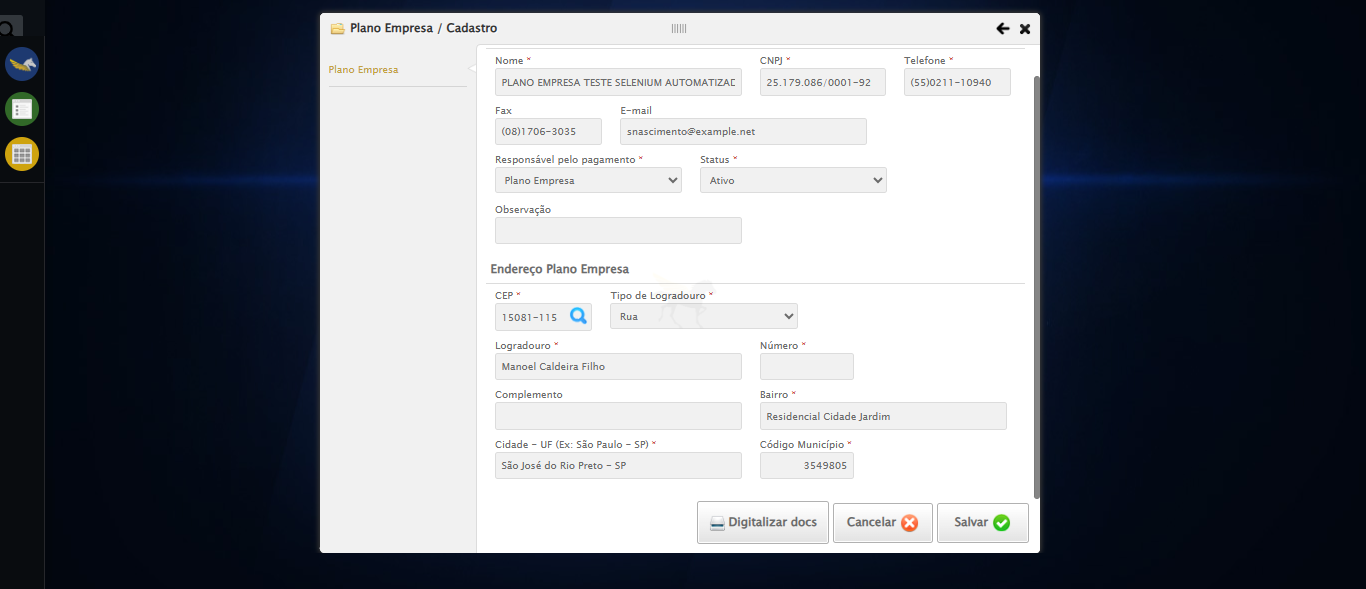 Plano Empresa / Cadastro
Plano Empresa
Nome * CNPJ * Telefone *
PLANO EMPRESA TESTE SELENIUM AUTOMATIZAD 25.179.086/0001-92 (55)0211-10940
Fax E-mail
(08)1706-3035 snascimento@example.net
Responsável pelo pagamento * Status *
Plano Empresa Ativo
Observação
Endereço Plano Empresa
CEP * Tipo de Logradouro *
15081-115 Rua
Logradouro * Número *
Manoel Caldeira Filho
Complemento Bairro *
Residencial Cidade Jardim
Cidade - UF (Ex: São Paulo - SP) * Código Município *
São José do Rio Preto - SP 3549805
Digitalizar docs Cancelar Salvar